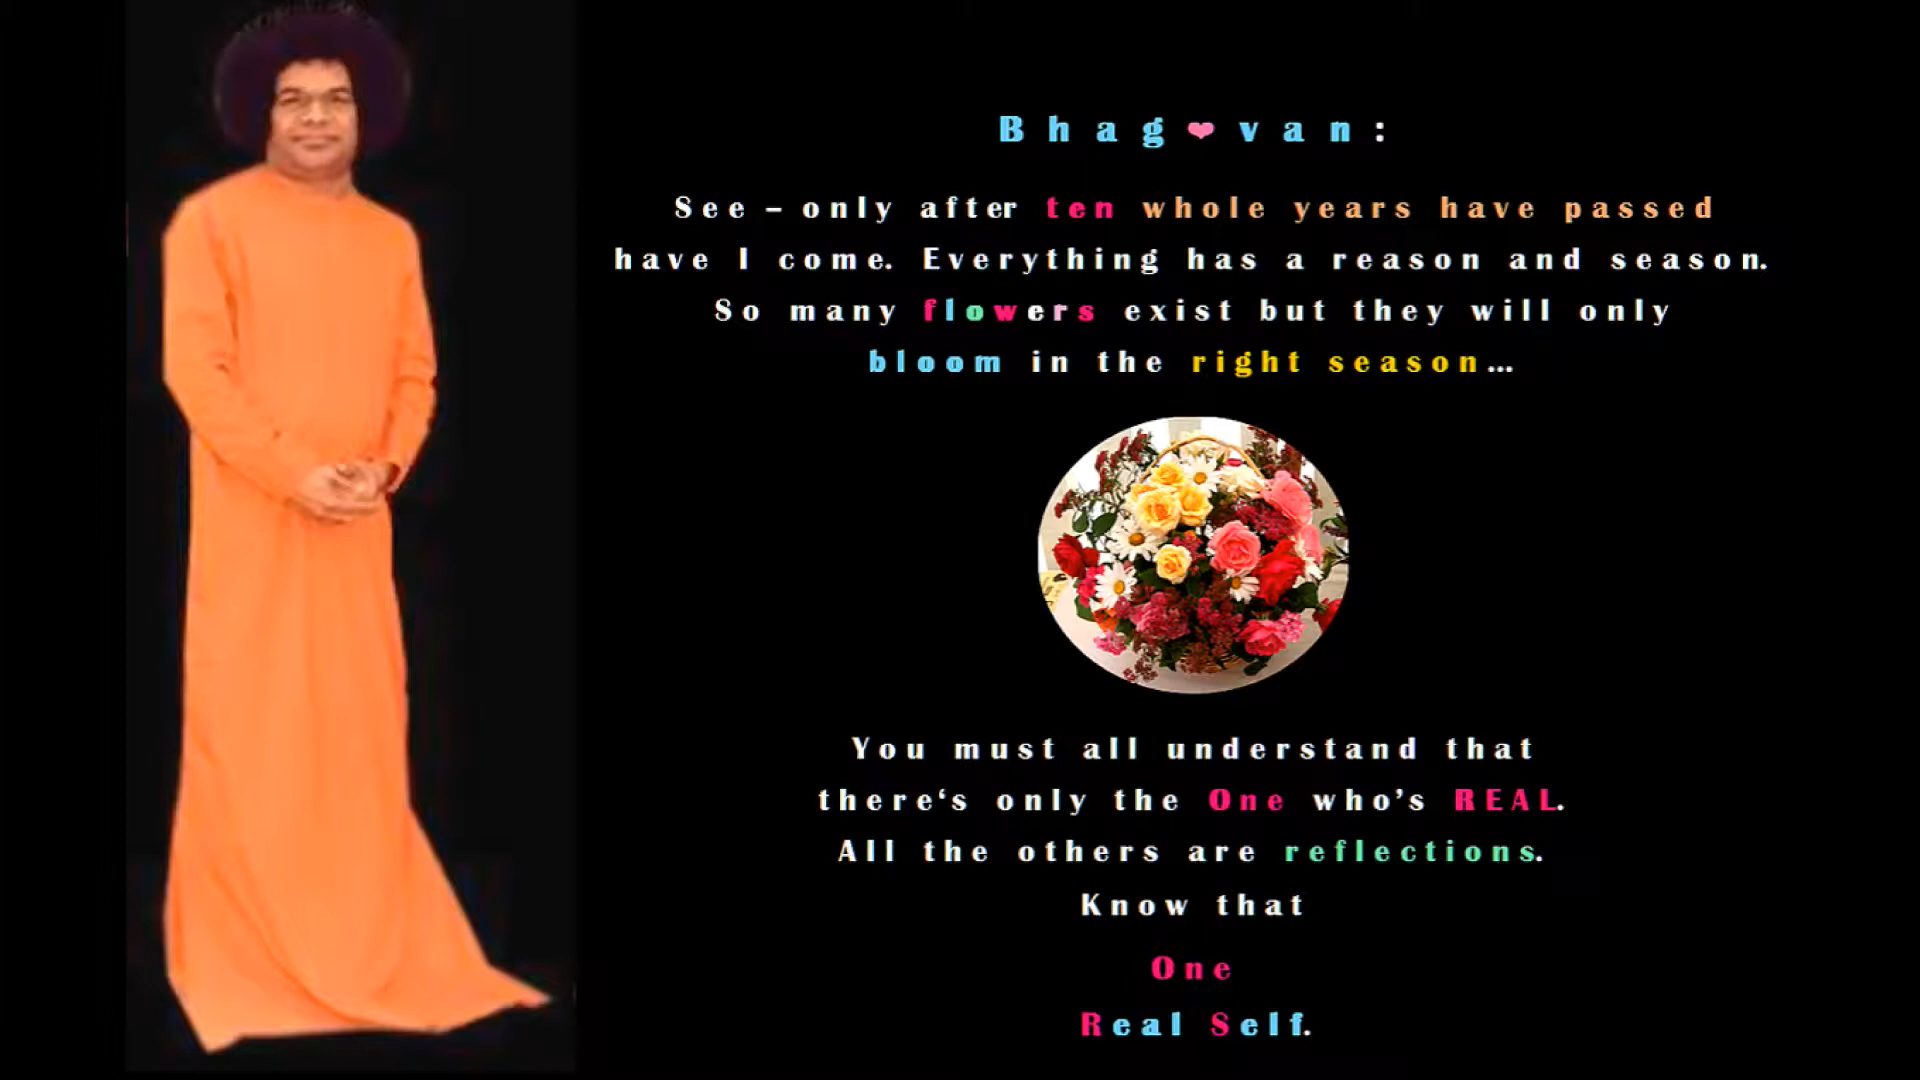 Bhag❤van:
See – only after ten whole years have passed
have I come. Everything has a reason and season.
So many flowers exist but they will only
bloom in the right season...
You must all understand that
there‘s only the One who’s REAL.
All the others are reflections.
Know that
One
Real Self.